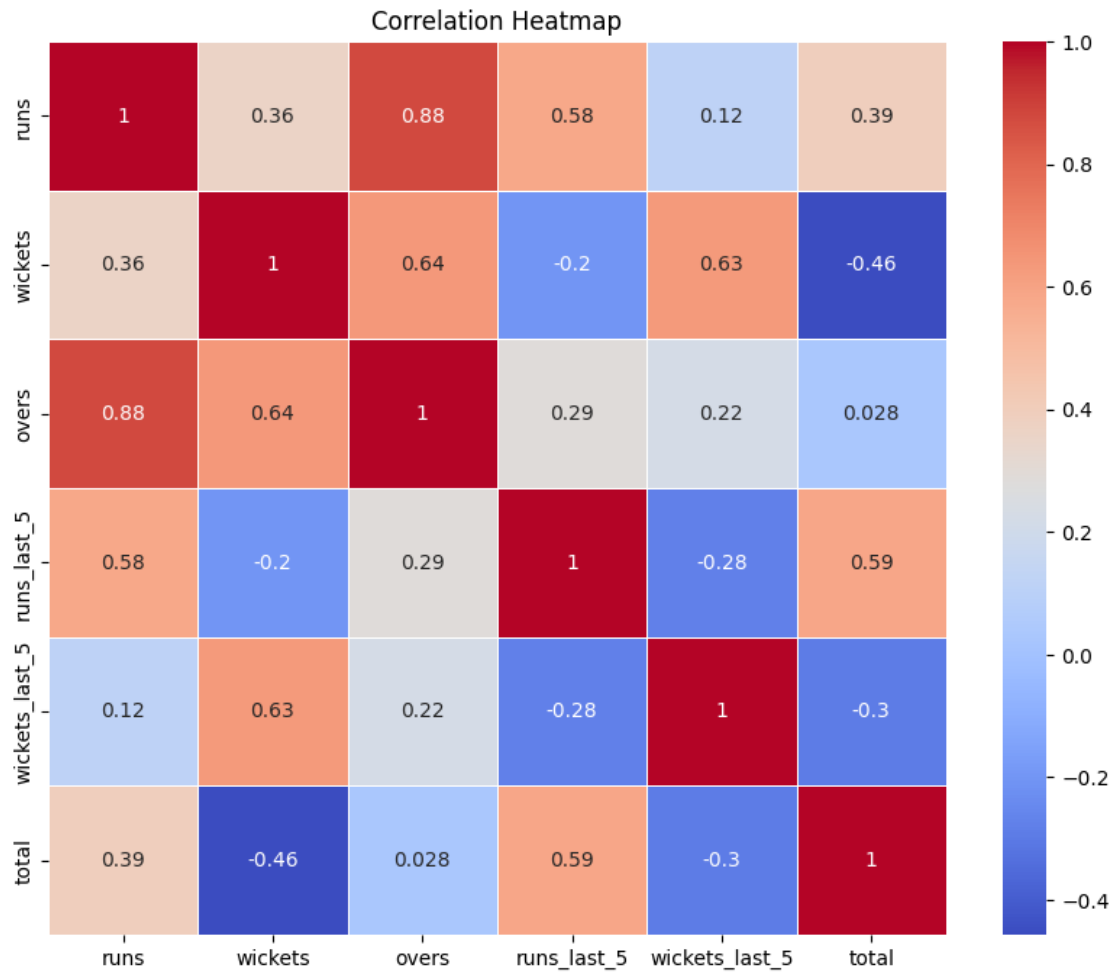 Correlation Heatmap
runs 1 0.36 0.88 0.58 0.12 0.39
wickets 0.36 1 0.64 -0.2 0.63 -0.46
overs 0.88 0.64 1 0.29 0.22 0.028
runs_last_5 0.58 -0.2 0.29 1 -0.28 0.59
wickets_last_5 0.12 0.63 0.22 -0.28 1 -0.3
total 0.39 -0.46 0.028 0.59 -0.3 1
runs wickets overs runs_last_5 wickets_last_5 total
1.0
0.8
0.6
0.4
0.2
0.0
−0.2
−0.4